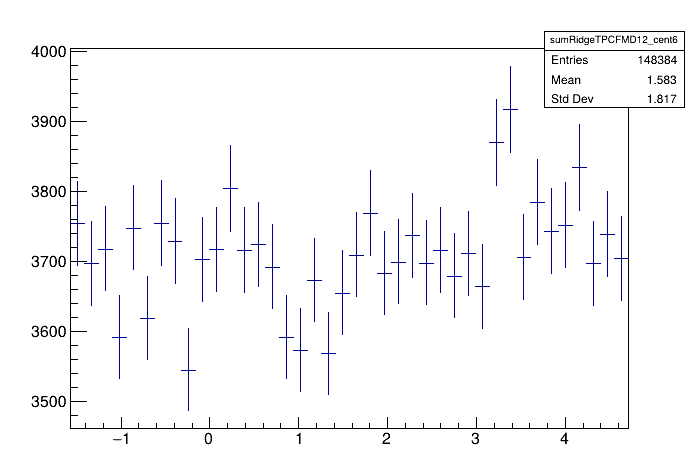 sumRidgeTPCFMD12_cent6
Entries 148384
Mean 1.583
Std Dev 1.817
4000
3900
3800
3700
3600
3500
−1 0 1 2 3 4